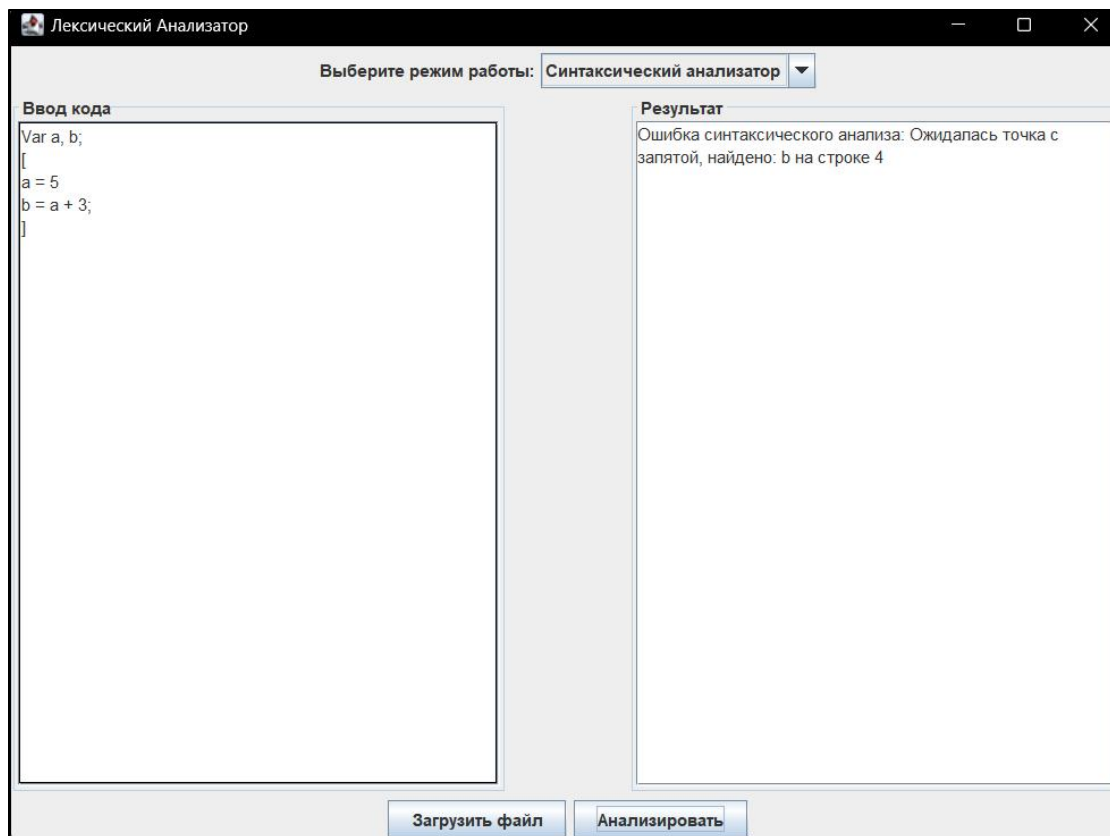 Лексический Анализатор
Выберите режим работы: Синтаксический анализатор
Ввод кода
Var a, b;
[
a = 5
b = a + 3;
]
Результат
Ошибка синтаксического анализа: Ожидалась точка с
запятой, найдено: b на строке 4
Загрузить файл
Анализировать